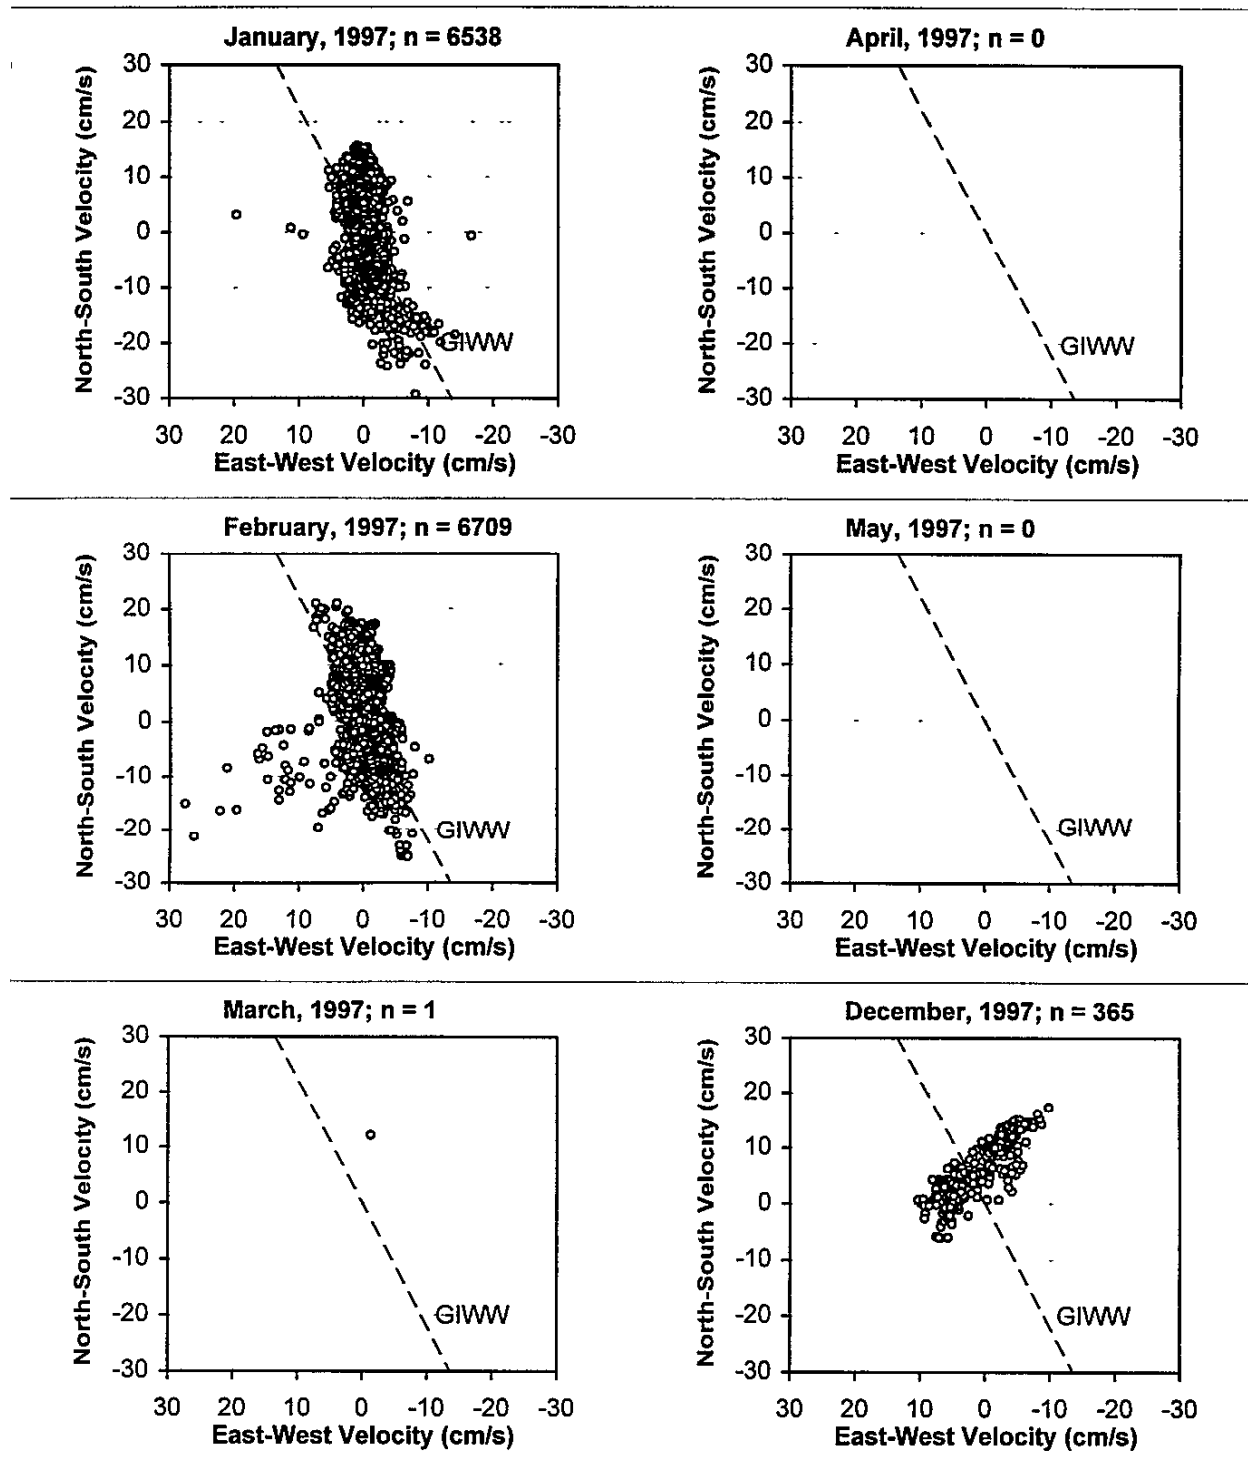 January, 1997; n = 6538
30
20
10
0
-10
-20
-30
North-South Velocity (cm/s)
GIWW
30 20 10 0 -10 -20 -30
East-West Velocity (cm/s)
April, 1997; n = 0
30
20
10
0
-10
-20
-30
North-South Velocity (cm/s)
GIWW
30 20 10 0 -10 -20 -30
East-West Velocity (cm/s)
February, 1997; n = 6709
30
20
10
0
-10
-20
-30
North-South Velocity (cm/s)
GIWW
30 20 10 0 -10 -20 -30
East-West Velocity (cm/s)
May, 1997; n = 0
30
20
10
0
-10
-20
-30
North-South Velocity (cm/s)
GIWW
30 20 10 0 -10 -20 -30
East-West Velocity (cm/s)
March, 1997; n = 1
30
20
10
0
-10
-20
-30
North-South Velocity (cm/s)
GIWW
30 20 10 0 -10 -20 -30
East-West Velocity (cm/s)
December, 1997; n = 365
30
20
10
0
-10
-20
-30
North-South Velocity (cm/s)
GIWW
30 20 10 0 -10 -20 -30
East-West Velocity (cm/s)